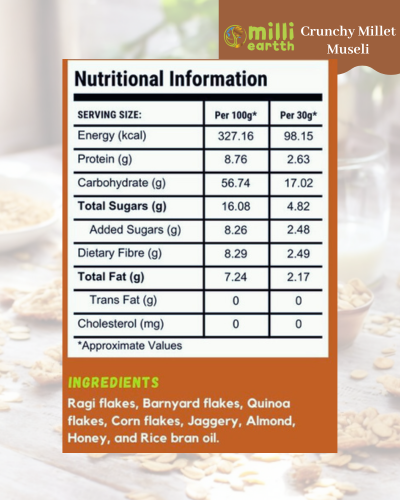 milli
eartth
Crunchy Millet
Museli
Nutritional Information
SERVING SIZE: Per 100g* Per 30g*
Energy (kcal) 327.16 98.15
Protein (g) 8.76 2.63
Carbohydrate (g) 56.74 17.02
Total Sugars (g) 16.08 4.82
Added Sugars (g) 8.26 2.48
Dietary Fibre (g) 8.29 2.49
Total Fat (g) 7.24 2.17
Trans Fat (g) 0 0
Cholesterol (mg) 0 0
*Approximate Values
INGREDIENTS
Ragi flakes, Barnyard flakes, Quinoa
flakes, Corn flakes, Jaggery, Almond,
Honey, and Rice bran oil.